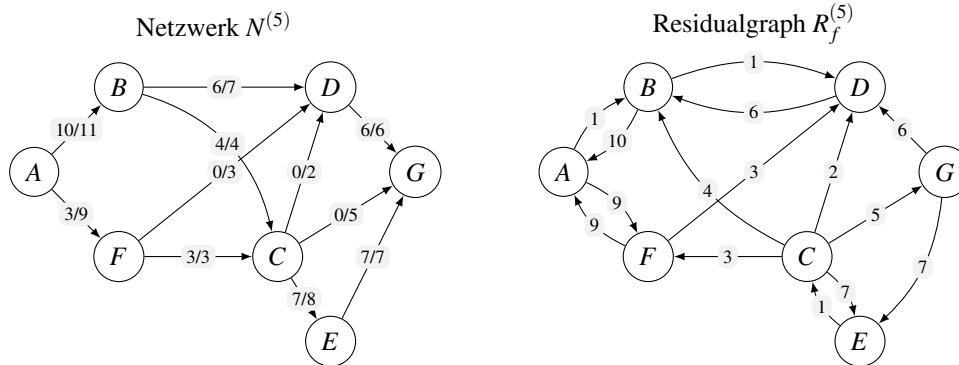 Netzwerk N^(5)
B
6/7
D
10/11
4/4
6/6
A
0/3
0/2
G
3/9
0/5
F
3/3
C
7/7
7/8
E
Residualgraph R_f^(5)
1
B
D
6
1
10
6
A
3
2
G
9
4
9
5
F
3
C
7
7
1
E